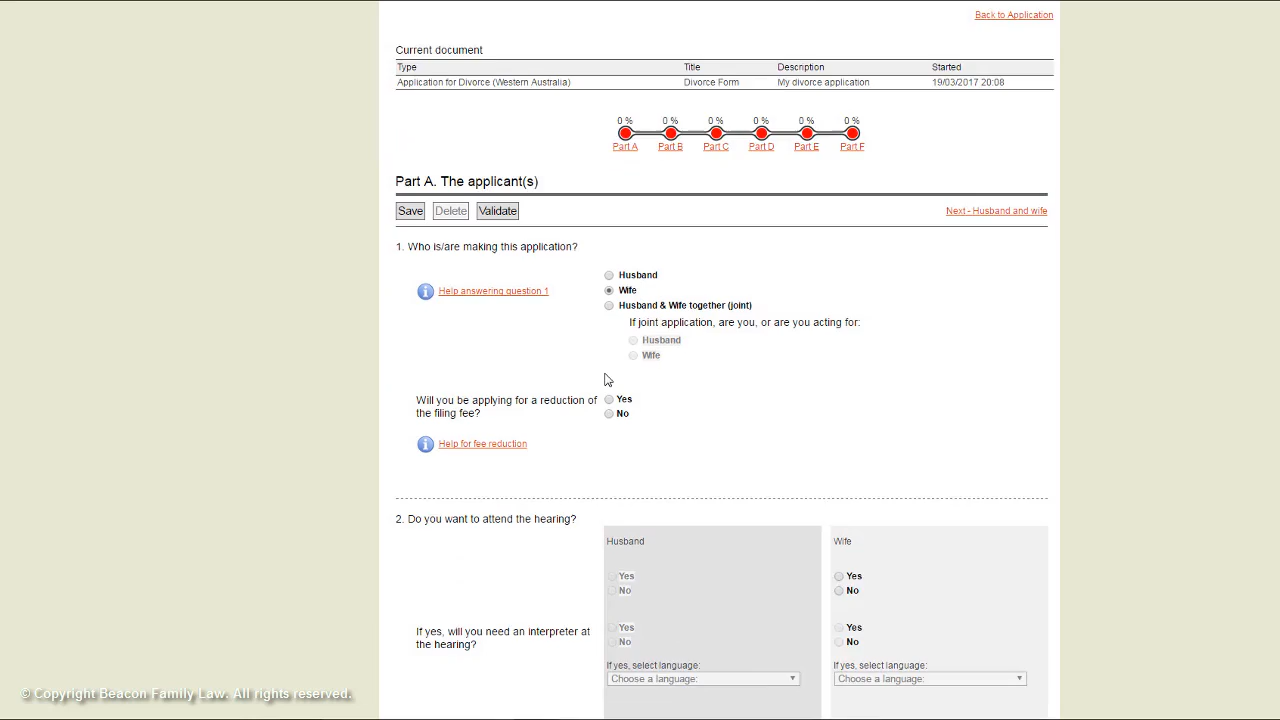 Back to Application
Current document
Type Title Description Started
Application for Divorce (Western Australia) Divorce Form My divorce application 19/03/2017 20:08
0 % 0 % 0 % 0 % 0 % 0 %
Part A Part B Part C Part D Part E Part F
Part A. The applicant(s)
Save Delete Validate Next - Husband and wife
1. Who is/are making this application?
Husband
Help answering question 1 Wife
Husband & Wife together (joint)
If joint application, are you, or are you acting for:
Husband
Wife
Will you be applying for a reduction of Yes
the filing fee? No
Help for fee reduction
2. Do you want to attend the hearing?
Husband Wife
Yes Yes
No No
If yes, will you need an interpreter at Yes Yes
the hearing? No No
If yes, select language: If yes, select language:
Choose a language: Choose a language:
© Copyright Beacon Family Law. All rights reserved.